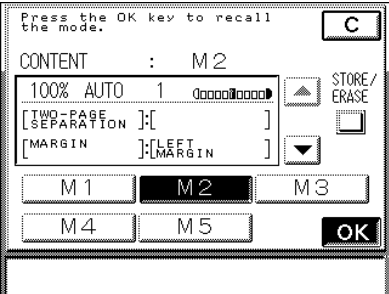 Press the OK key to recall
the mode.
C
CONTENT : M2
STORE/
ERASE
100% AUTO 1
[TWO-PAGE
SEPARATION ]:[ ]
[MARGIN ]:[LEFT
MARGIN ]
M1 M2 M3
M4 M5
OK